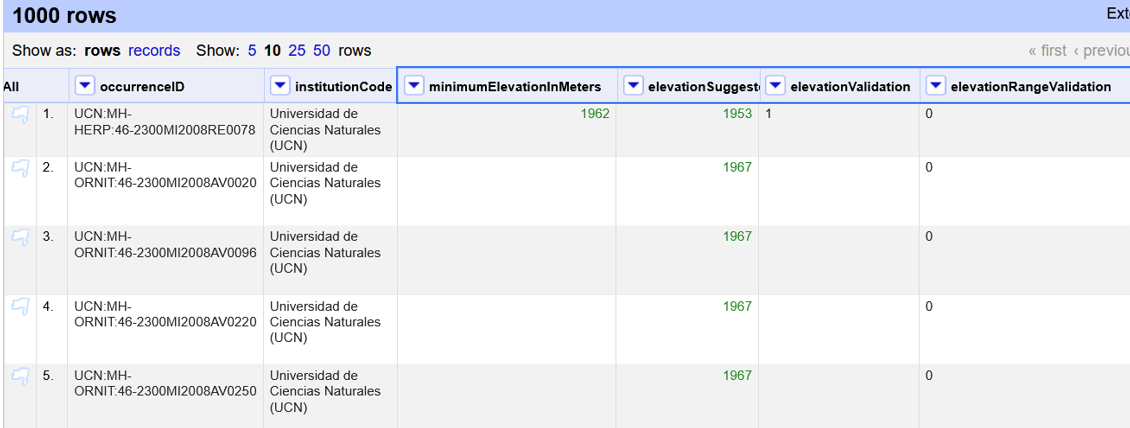 1000 rows
Exte
Show as: rows records Show: 5 10 25 50 rows
« first ‹ previou
All occurrenceID institutionCode minimumElevationInMeters elevationSuggest elevationValidation elevationRangeValidation
1. UCN:MH-HERP:46-2300MI2008RE0078 Universidad de Ciencias Naturales (UCN) 1962 1953 1 0
2. UCN:MH-ORNIT:46-2300MI2008AV0020 Universidad de Ciencias Naturales (UCN) 1967 0
3. UCN:MH-ORNIT:46-2300MI2008AV0096 Universidad de Ciencias Naturales (UCN) 1967 0
4. UCN:MH-ORNIT:46-2300MI2008AV0220 Universidad de Ciencias Naturales (UCN) 1967 0
5. UCN:MH-ORNIT:46-2300MI2008AV0250 Universidad de Ciencias Naturales (UCN) 1967 0